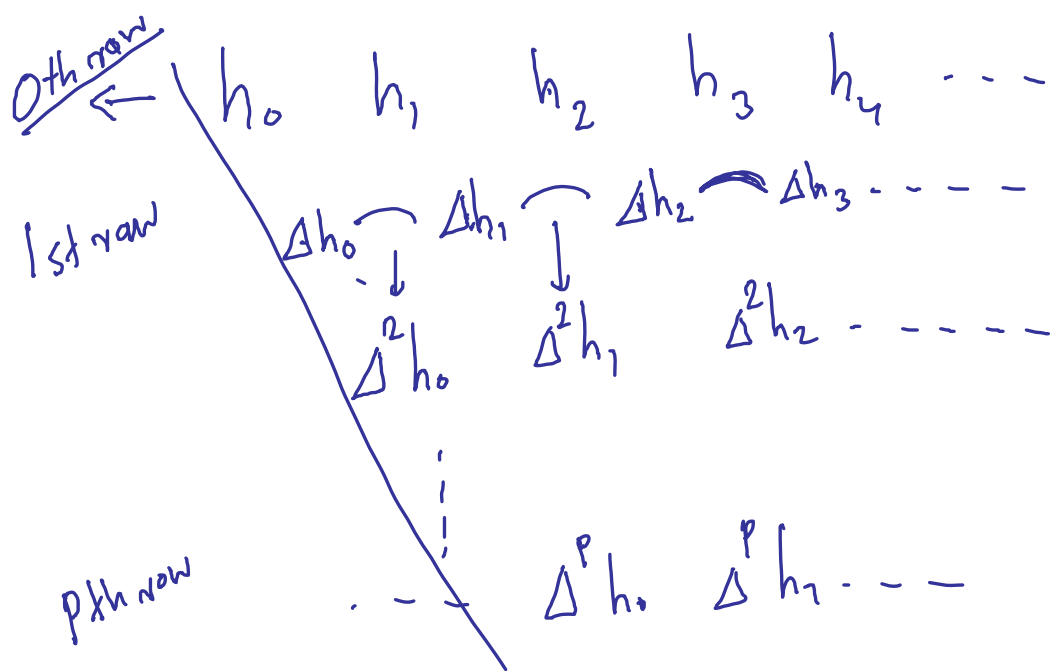 0th row ← h₀ h₁ h₂ h₃ h₄ - - -
1st row Δh₀ Δh₁ Δh₂ Δh₃ - - - - -
Δ²h₀ Δ²h₁ Δ²h₂ - - - - - -
pth row - - - Δᵖh₀ Δᵖh₁ - - - -